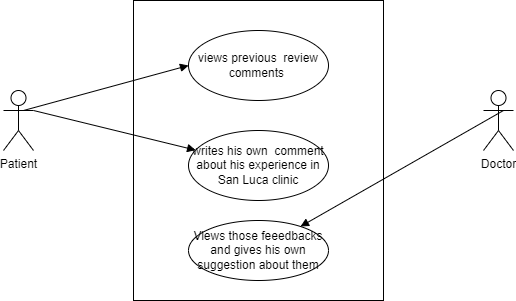 views previous  review
comments
writes his own  comment
about his experience in
San Luca clinic
Patient
Doctor
Views those feeedbacks
and gives his own
suggestion about them